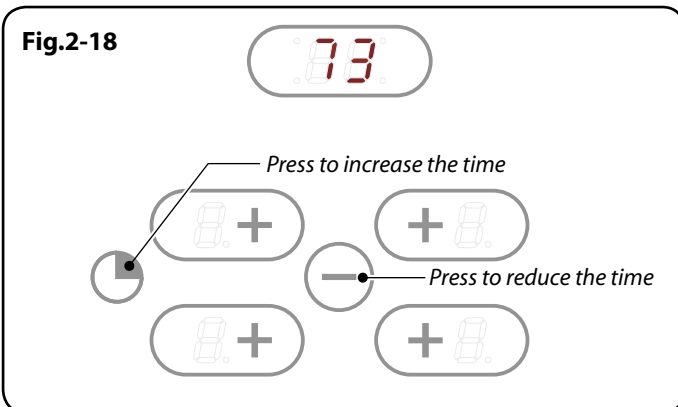 Fig.2-18
73
Press to increase the time
Press to reduce the time